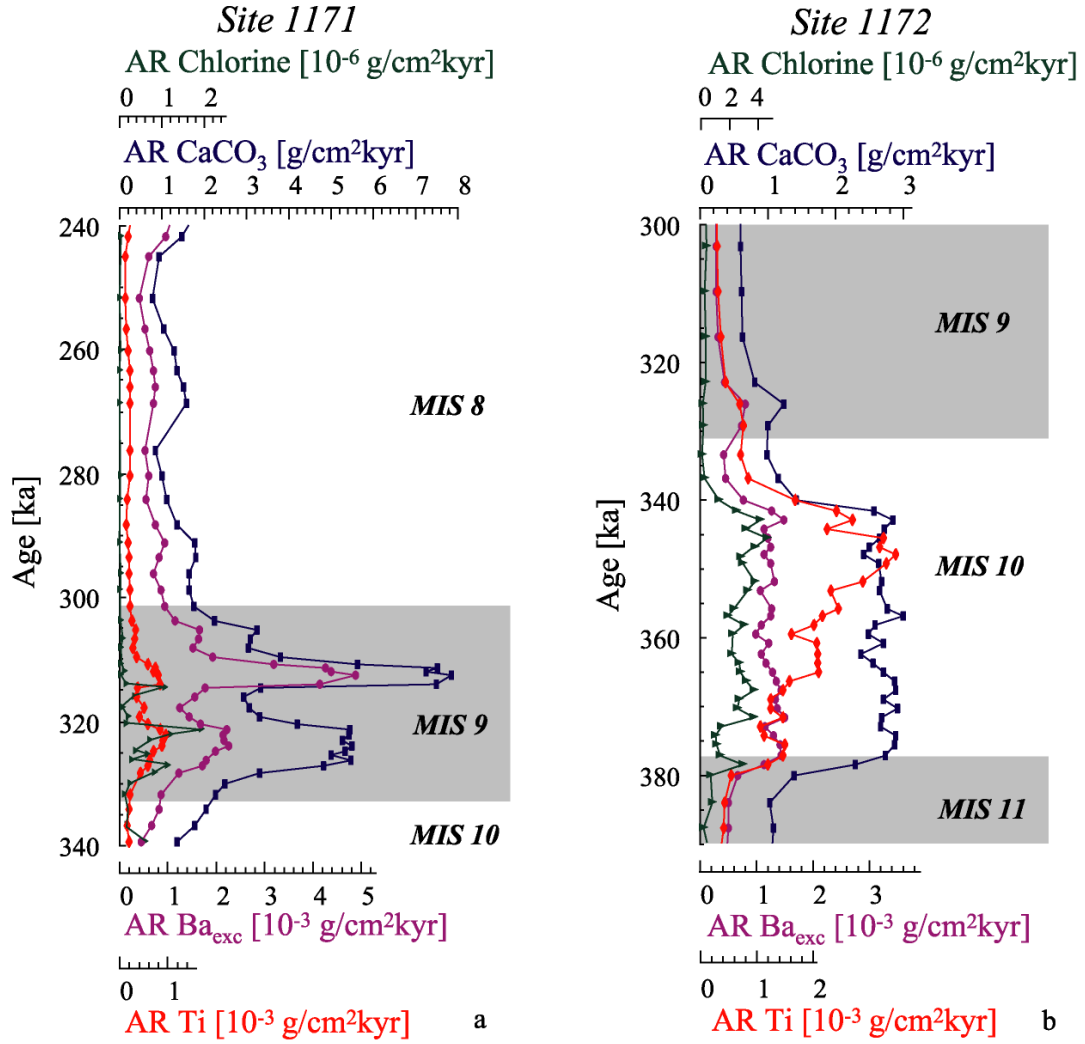 Site 1171
AR Chlorine [10-6 g/cm2kyr]
0 1 2
AR CaCO3 [g/cm2kyr]
0 1 2 3 4 5 6 7 8
240
260
280
300
320
340
Age [ka]
MIS 8
MIS 9
MIS 10
0 1 2 3 4 5
AR Baexc [10-3 g/cm2kyr]
0 1
AR Ti [10-3 g/cm2kyr]
a
Site 1172
AR Chlorine [10-6 g/cm2kyr]
0 2 4
AR CaCO3 [g/cm2kyr]
0 1 2 3
300
320
340
360
380
Age [ka]
MIS 9
MIS 10
MIS 11
0 1 2 3
AR Baexc [10-3 g/cm2kyr]
0 1 2
AR Ti [10-3 g/cm2kyr]
b